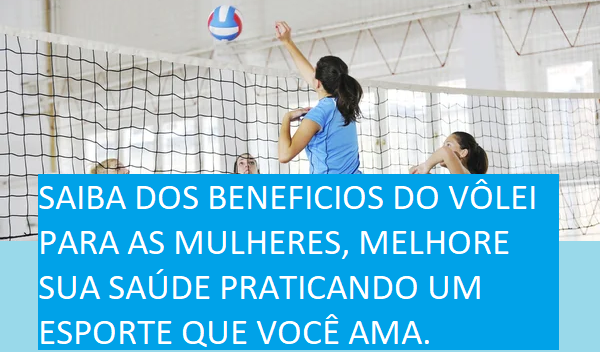 SAIBA DOS BENEFICIOS DO VÔLEI
PARA AS MULHERES, MELHORE
SUA SAÚDE PRATICANDO UM
ESPORTE QUE VOCÊ AMA.